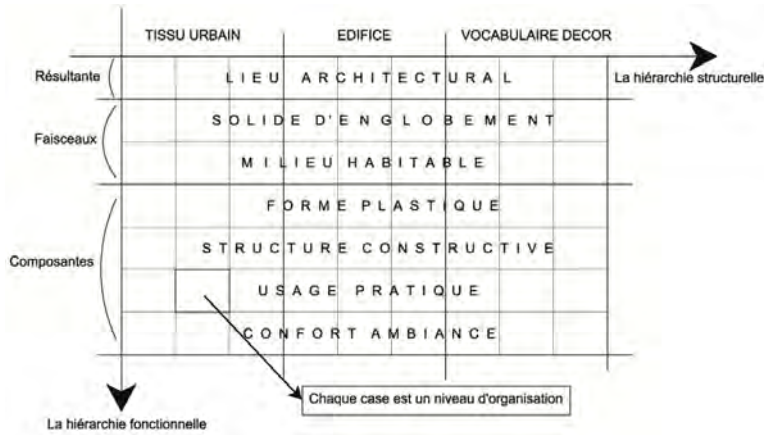 TISSU URBAIN EDIFICE VOCABULAIRE DECOR
Résultante LIEU ARCHITECTURAL La hiérarchie structurelle
SOLIDE D'ENGLOBEMENT
Faisceaux
MILIEU HABITABLE
FORME PLASTIQUE
STRUCTURE CONSTRUCTIVE
Composantes
USAGE PRATIQUE
CONFORT AMBIANCE
Chaque case est un niveau d'organisation
La hiérarchie fonctionnelle